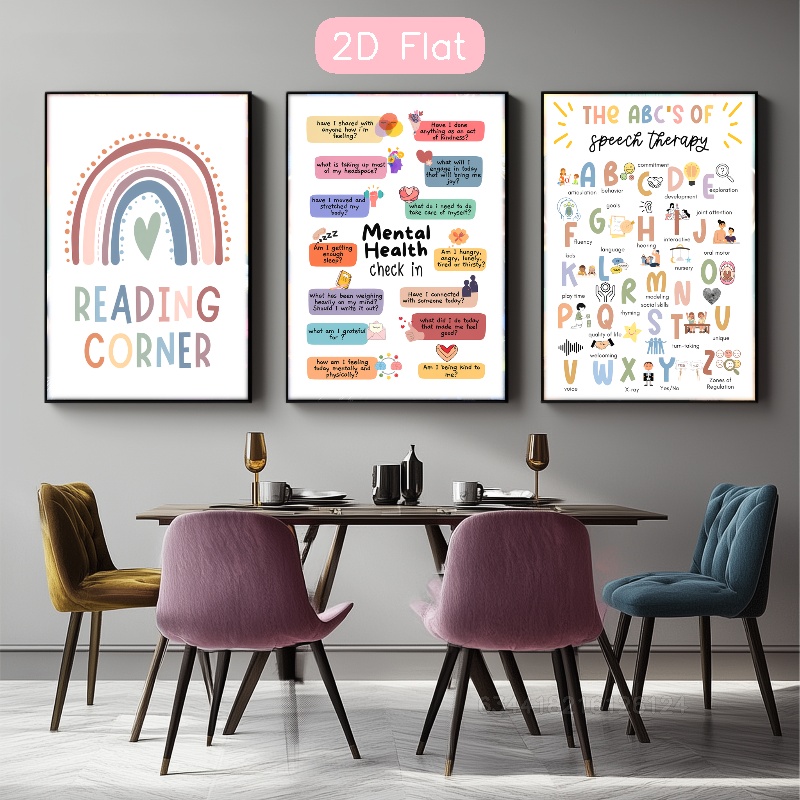 2D Flat
READING
CORNER
have I shared with
anyone how i'm
feeling?
Have I done
anything as an act
of kindness?
what is taking up most
of my headspace?
what will I
engage in today
that will bring me
joy?
have I moved and
stretched my
body?
what do I need to do
take care of myself?
zzzz
Am I getting
enough
sleep?
Mental
Health
check in
Am I hungry,
angry, lonely,
tired or thirsty?
What has been weighing
heavily on my mind?
Should I write it out?
Have I connected
with someone today?
what am I grateful
for ?
what did I do today
that made me feel
good?
how am I feeling
today mentally and
physically?
Am I being kind to
me?
THE ABC'S OF
speech therapy
A B C D E
articulation
behavior
commitment
development
exploration
F G H I J
fluency
goals
language
hearing
interactive
joint attention
oral motor
K L R M N O
kids
play time
rhyming
modeling
social skills
nursery
P Q S T U
quality of life
turn-taking
unique
V W X Y Z
voice
welcoming
X ray
Yes/No
Zones of
Regulation